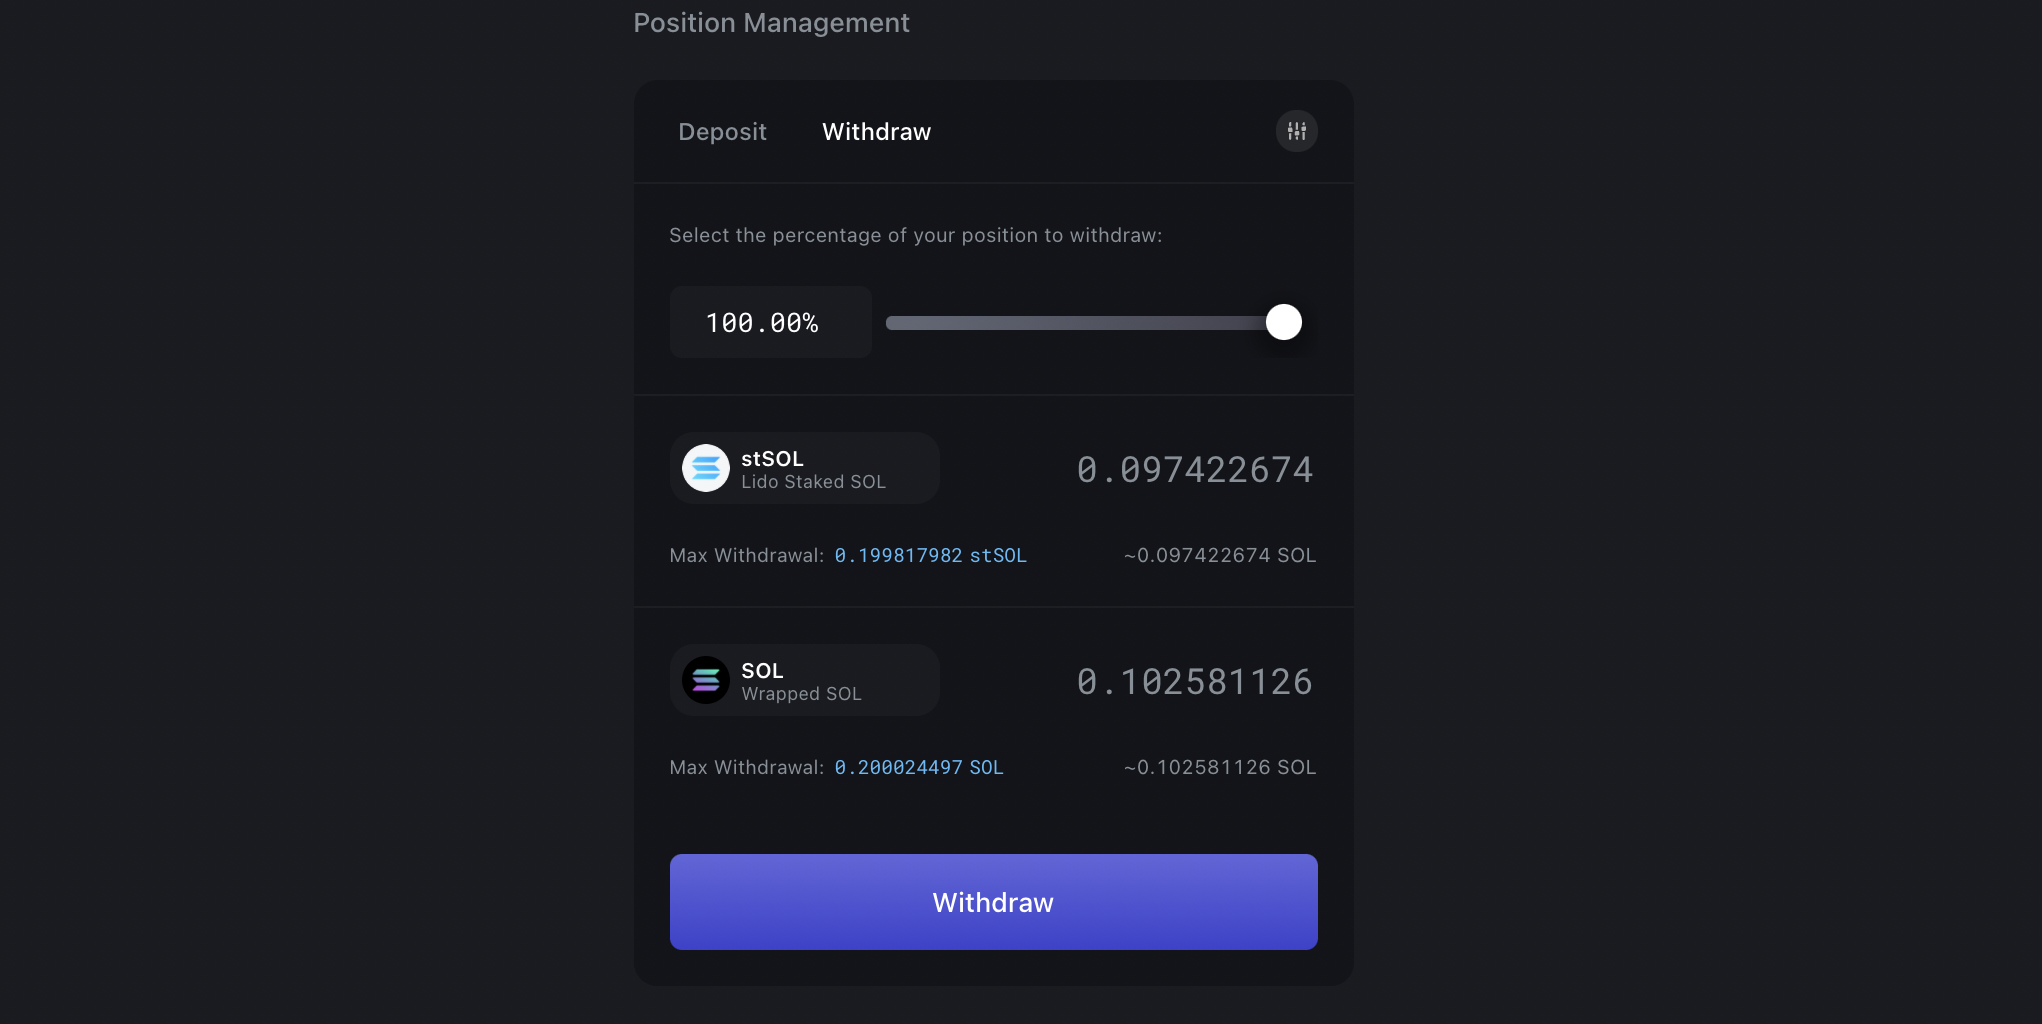 Position Management
Deposit Withdraw
Select the percentage of your position to withdraw:
100.00%
stSOL
Lido Staked SOL
0.097422674
Max Withdrawal: 0.199817982 stSOL ~0.097422674 SOL
SOL
Wrapped SOL
0.102581126
Max Withdrawal: 0.200024497 SOL ~0.102581126 SOL
Withdraw